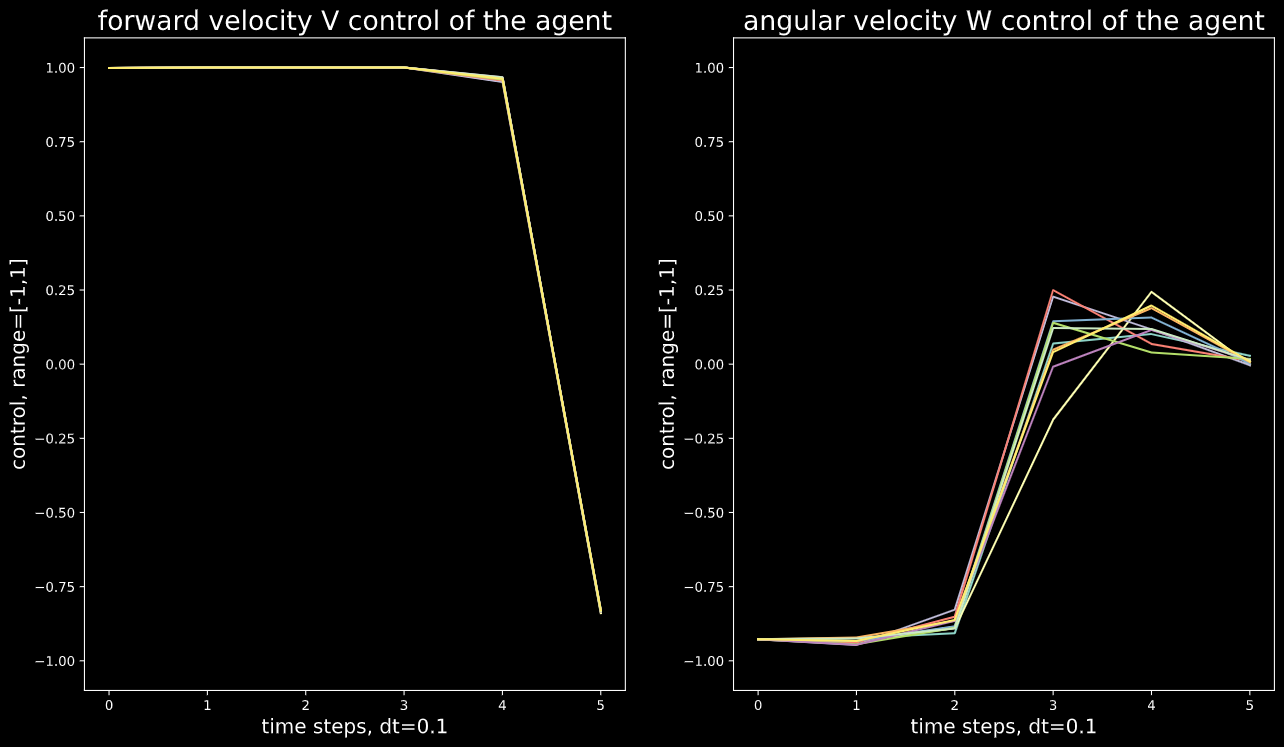 forward velocity V control of the agent
control, range=[-1,1]
1.00
0.75
0.50
0.25
0.00
−0.25
−0.50
−0.75
−1.00
0 1 2 3 4 5
time steps, dt=0.1
angular velocity W control of the agent
control, range=[-1,1]
1.00
0.75
0.50
0.25
0.00
−0.25
−0.50
−0.75
−1.00
0 1 2 3 4 5
time steps, dt=0.1